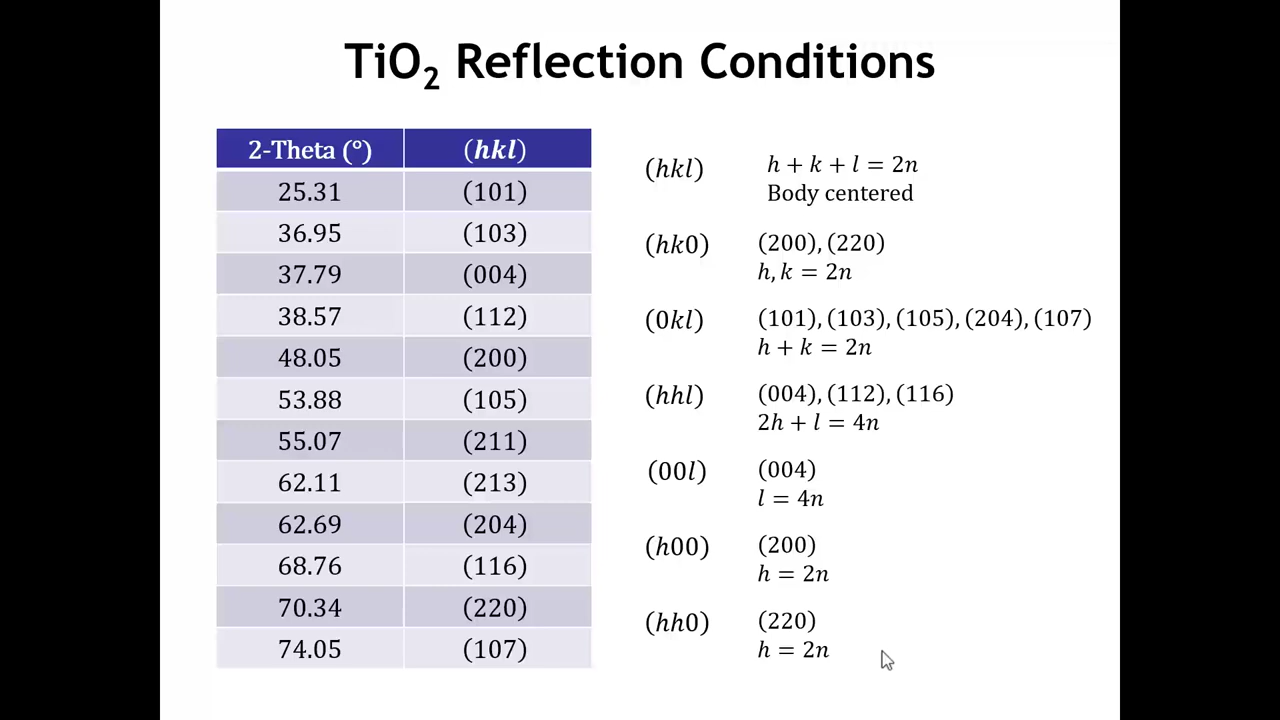 TiO₂ Reflection Conditions
2-Theta (°) (hkl)
25.31 (101)
36.95 (103)
37.79 (004)
38.57 (112)
48.05 (200)
53.88 (105)
55.07 (211)
62.11 (213)
62.69 (204)
68.76 (116)
70.34 (220)
74.05 (107)
(hkl) h + k + l = 2n
Body centered
(hk0) (200), (220)
h, k = 2n
(0kl) (101), (103), (105), (204), (107)
h + k = 2n
(hhl) (004), (112), (116)
2h + l = 4n
(00l) (004)
l = 4n
(h00) (200)
h = 2n
(hh0) (220)
h = 2n